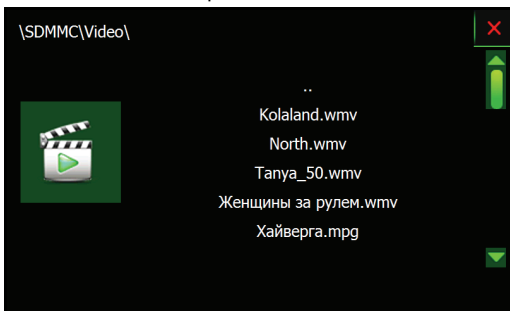 \SDMMC\Video\
..
Kolaland.wmv
North.wmv
Tanya_50.wmv
Женщины за рулем.wmv
Хайверга.mpg